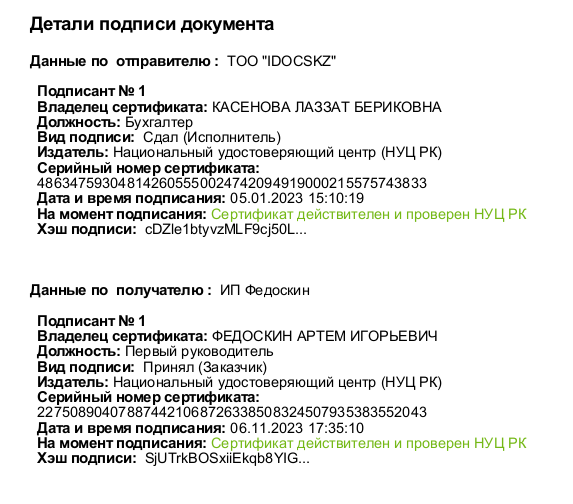 Детали подписи документа
Данные по отправителю : ТОО "IDOCSKZ"
Подписант № 1
Владелец сертификата: КАСЕНОВА ЛАЗЗАТ БЕРИКОВНА
Должность: Бухгалтер
Вид подписи: Сдал (Исполнитель)
Издатель: Национальный удостоверяющий центр (НУЦ РК)
Серийный номер сертификата:
486347593048142605550024742094919000215575743833
Дата и время подписания: 05.01.2023 15:10:19
На момент подписания: Сертификат действителен и проверен НУЦ РК
Хэш подписи: cDZle1btyvzMLF9cj50L...
Данные по получателю : ИП Федоскин
Подписант № 1
Владелец сертификата: ФЕДОСКИН АРТЕМ ИГОРЬЕВИЧ
Должность: Первый руководитель
Вид подписи: Принял (Заказчик)
Издатель: Национальный удостоверяющий центр (НУЦ РК)
Серийный номер сертификата:
227508904078874421068726338508324507935383552043
Дата и время подписания: 06.11.2023 17:35:10
На момент подписания: Сертификат действителен и проверен НУЦ РК
Хэш подписи: SjUTrkBOSxiiEkqb8YIG...